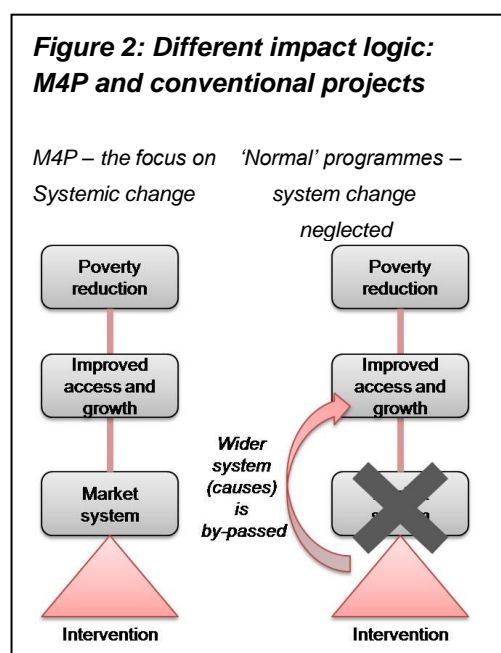 Figure 2: Different impact logic:
M4P and conventional projects
M4P – the focus on
Systemic change
‘Normal’ programmes –
system change
neglected
Poverty
reduction
Improved
access and
growth
Market
system
Intervention
Poverty
reduction
Improved
access and
growth
Wider
system
(causes)
is
by-passed
Intervention